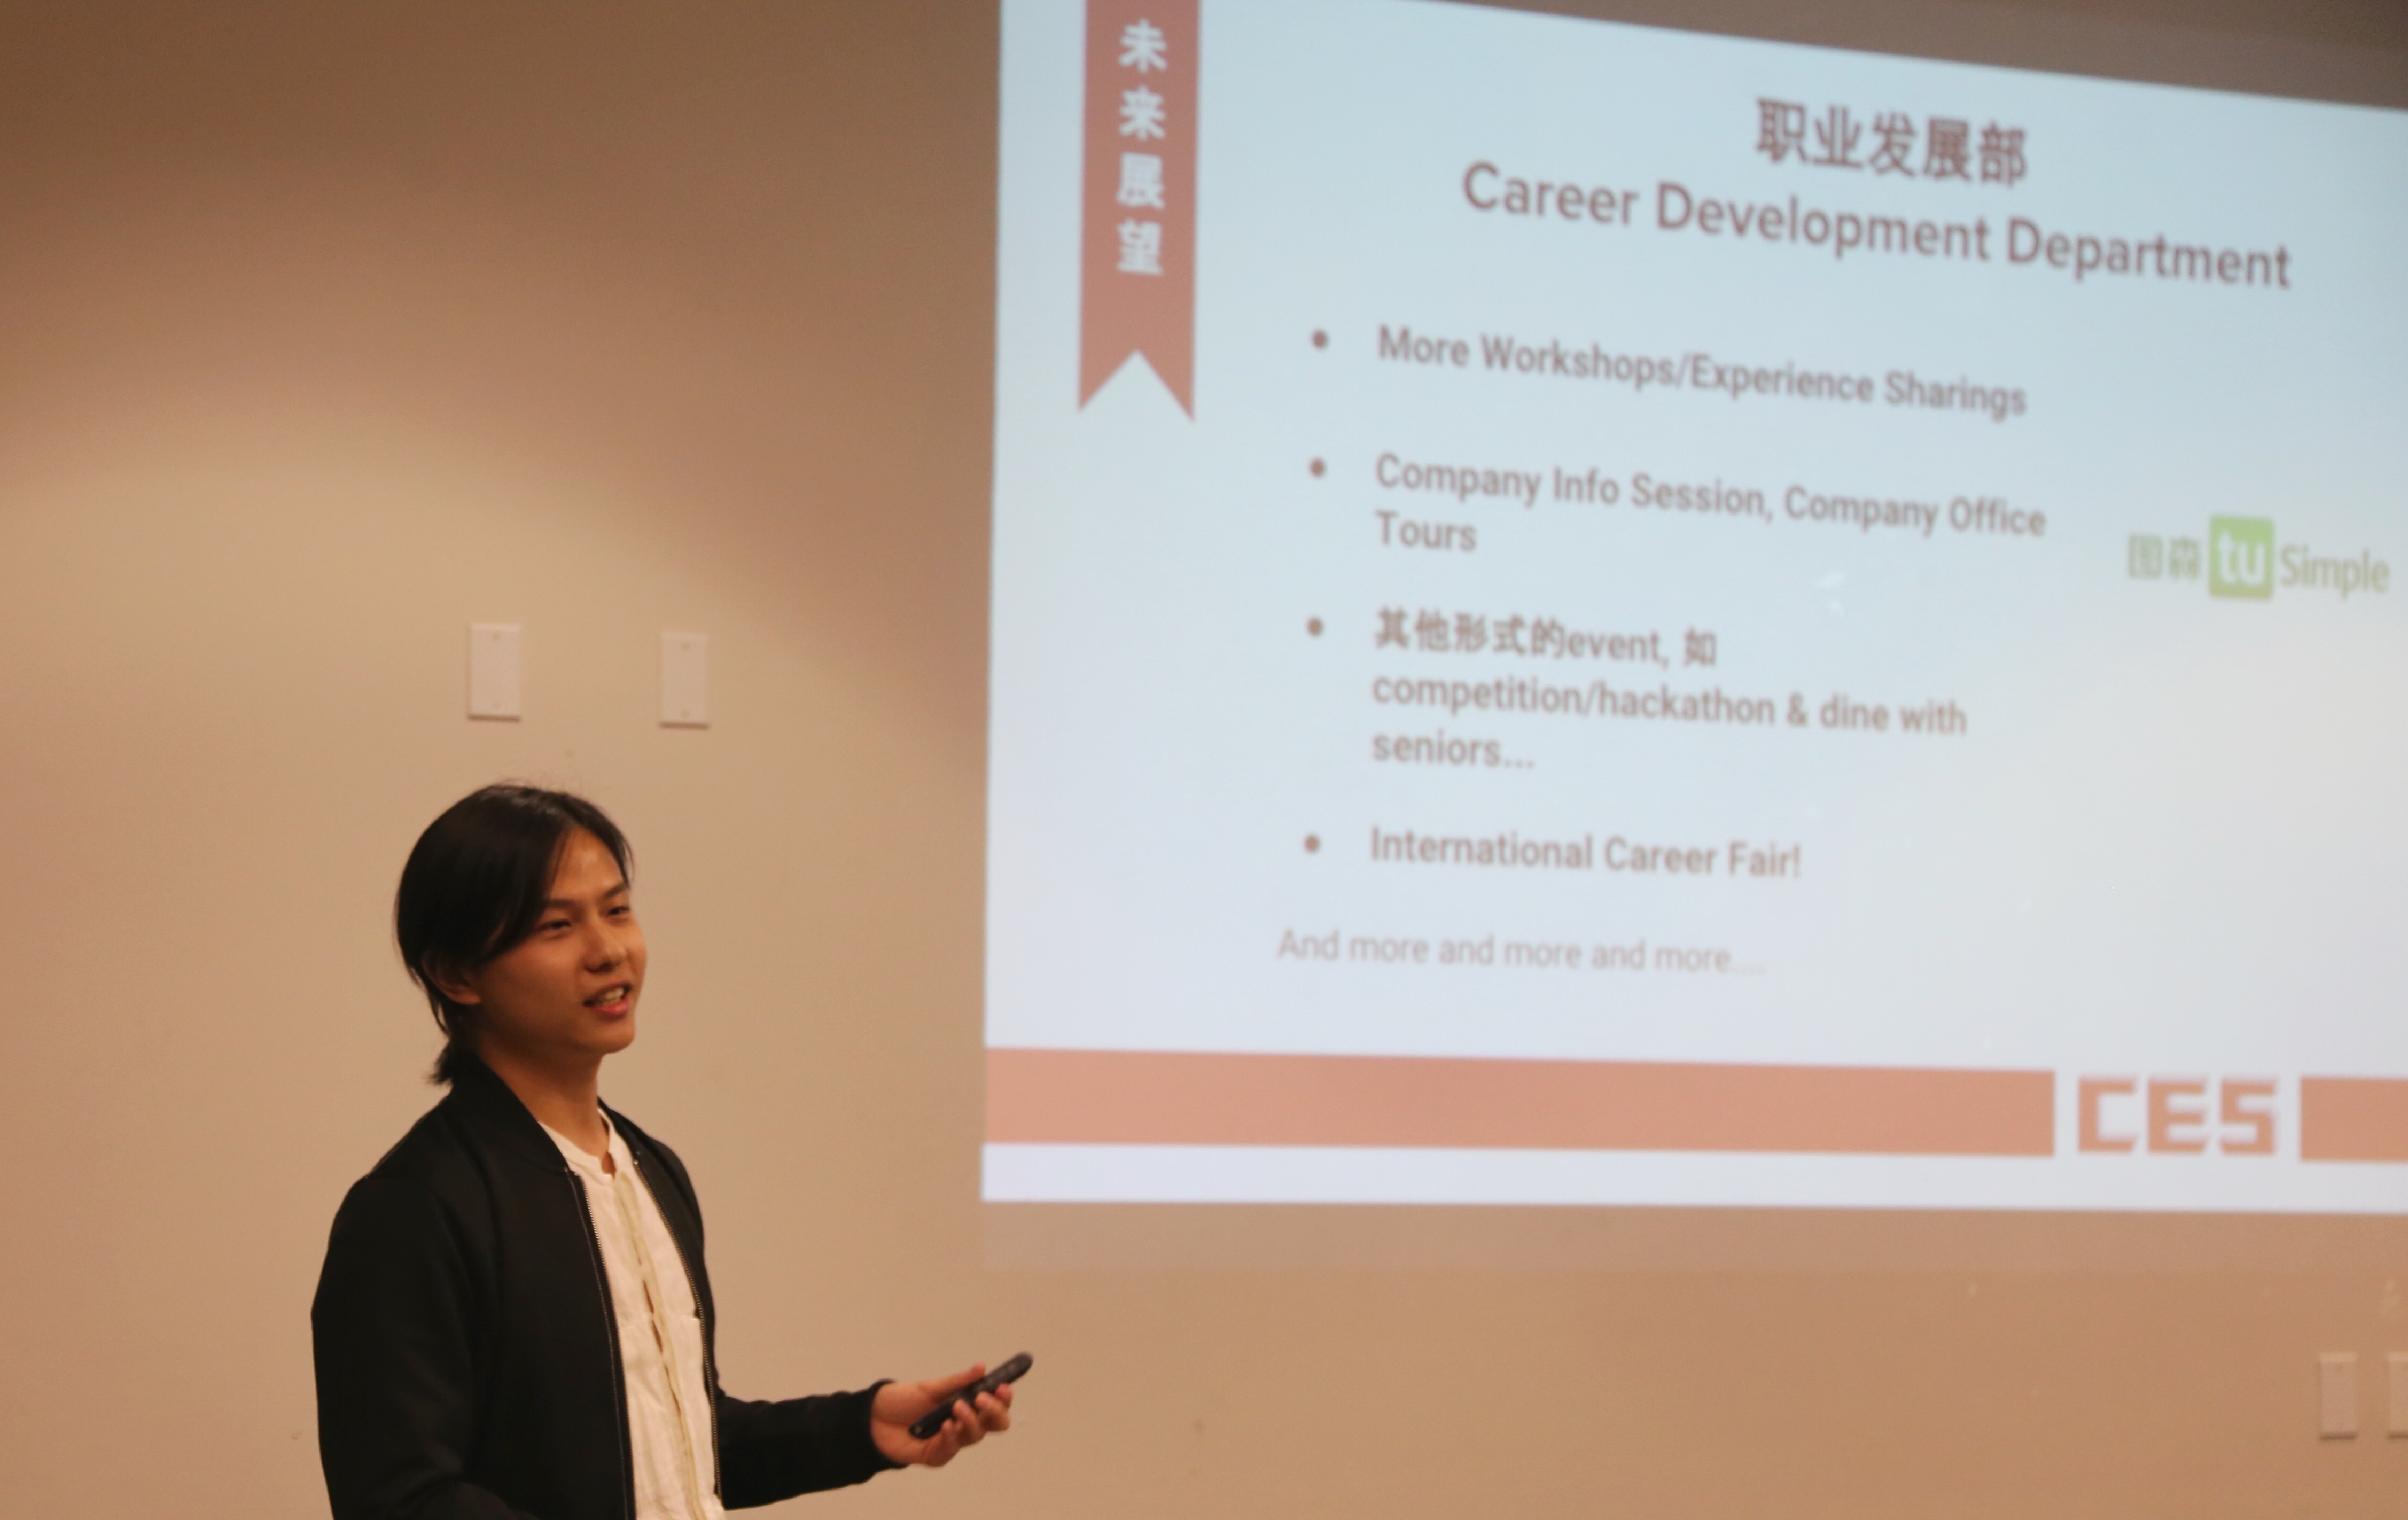 未来展望
职业发展部
Career Development Department
• More Workshops/Experience Sharings
• Company Info Session, Company Office
Tours
图森 tu Simple
• 其他形式的event, 如
competition/hackathon & dine with
seniors...
• International Career Fair!
And more and more and more....
CES